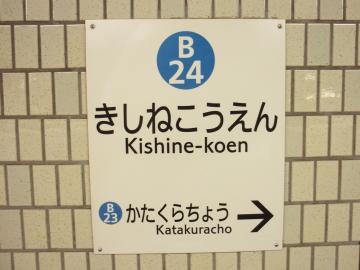 B
24
きしねこうえん
Kishine-koen
B
23
かたくらちょう
Katakuracho